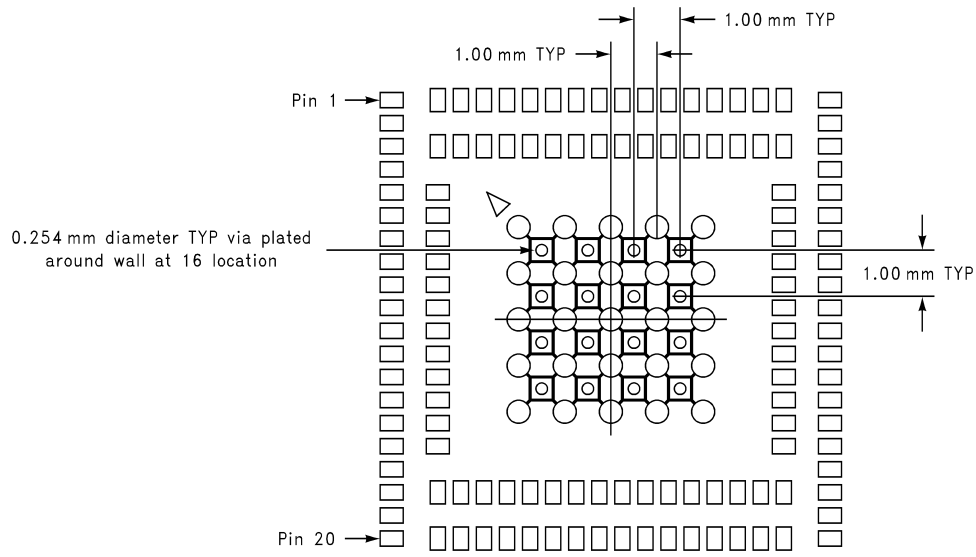 1.00 mm TYP
1.00 mm TYP
Pin 1
0.254 mm diameter TYP via plated
around wall at 16 location
1.00 mm TYP
Pin 20